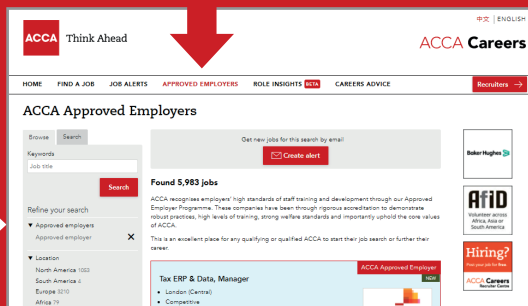 中文 | ENGLISH
ACCA Think Ahead
ACCA Careers
HOME FIND A JOB JOB ALERTS APPROVED EMPLOYERS ROLE INSIGHTS BETA CAREERS ADVICE Recruiters →
ACCA Approved Employers
Browse Search
Keywords
Job title
Search
Refine your search
▼ Approved employers
Approved employer X
▼ Location
North America 1083
South America 6
Europe 3210
Africa 79
Get new jobs for this search by email
Create alert
Found 5,983 jobs
ACCA recognises employers' high standards of staff training and development through our Approved
Employer Programme. These companies have been through rigorous accreditation to demonstrate
robust practices, high levels of training, strong welfare standards and importantly uphold the core values
of ACCA.
This is an excellent place for any qualifying or qualified ACCA to start their job search or further their
career.
ACCA Approved Employer
NEW
Tax ERP & Data, Manager
• London (Central)
• Competitive
Baker Hughes
AfiD
Volunteer across
Africa, Asia or
South America
Hiring?
Post your job for free
ACCA Careers
Recruiter Centre